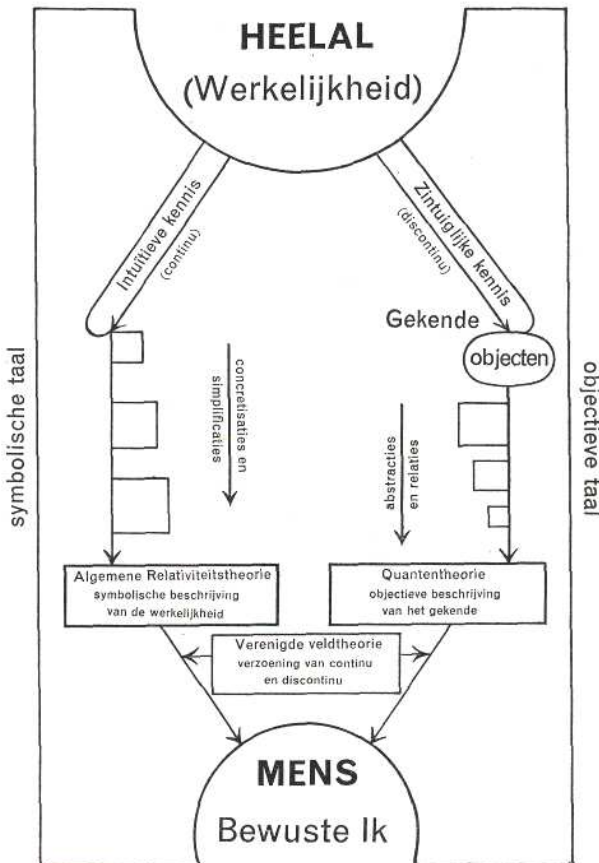 HEELAL
(Werkelijkheid)
Intuïtieve kennis
(continu)
Zintuiglijke kennis
(discontinu)
Gekende
objecten
symbolische taal
concretisaties en
simplificaties
abstracties
en relaties
objectieve taal
Algemene Relativiteitstheorie
symbolische beschrijving
van de werkelijkheid
Quantentheorie
objectieve beschrijving
van het gekende
Verenigde veldtheorie
verzoening van continu
en discontinu
MENS
Bewuste Ik